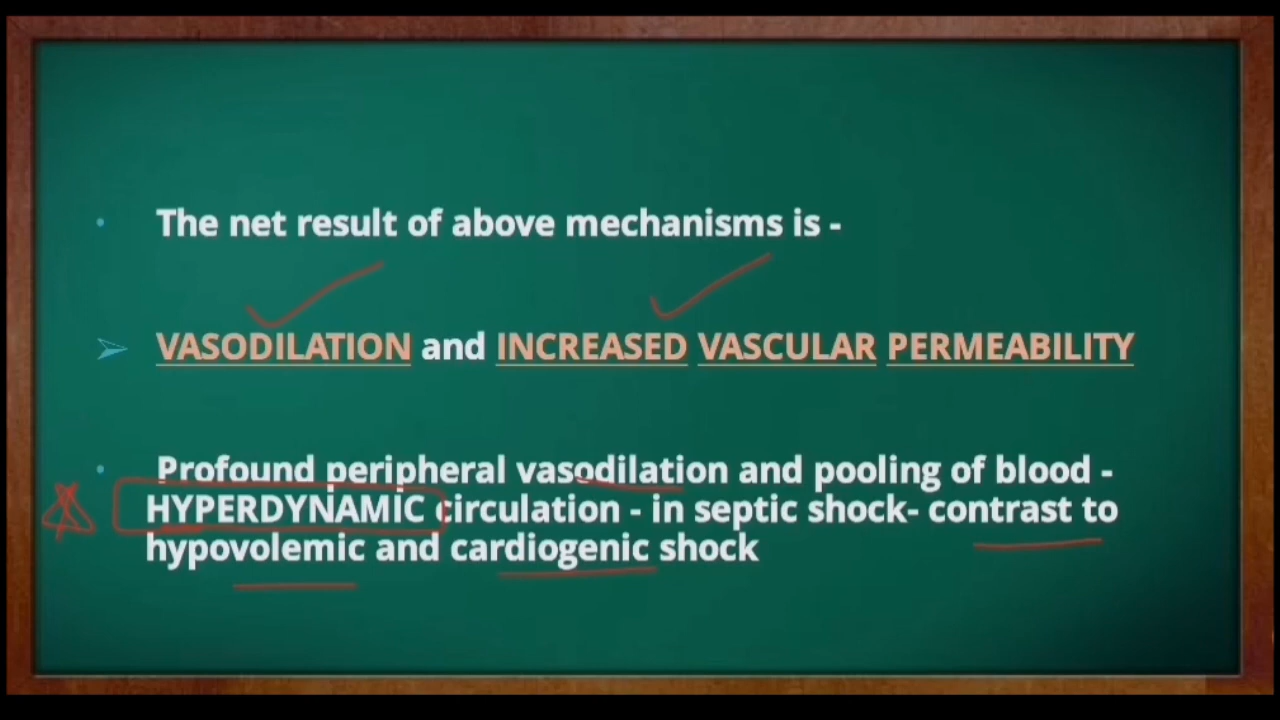 The net result of above mechanisms is -
VASODILATION and INCREASED VASCULAR PERMEABILITY
Profound peripheral vasodilation and pooling of blood -
HYPERDYNAMIC circulation - in septic shock- contrast to
hypovolemic and cardiogenic shock